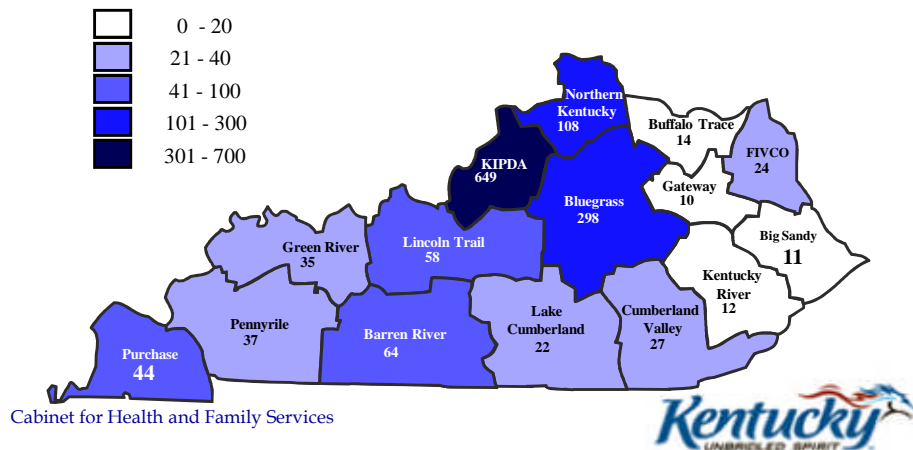 0 - 20
21 - 40
41 - 100
101 - 300
301 - 700
Northern
Kentucky
108
Buffalo Trace
14
FIVCO
24
KIPDA
649
Gateway
10
Bluegrass
298
Big Sandy
11
Green River
35
Lincoln Trail
58
Kentucky
River
12
Pennyrile
37
Barren River
64
Lake
Cumberland
22
Cumberland
Valley
27
Purchase
44
Cabinet for Health and Family Services
Kentucky
UNBRIDLED SPIRIT